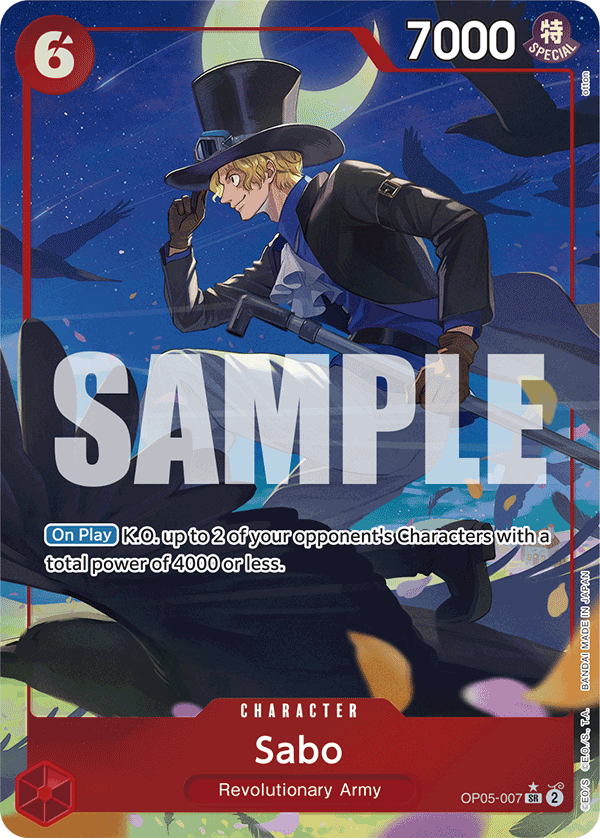 6
7000
特
SPECIAL
otton
SAMPLE
On Play K.O. up to 2 of your opponent's Characters with a
total power of 4000 or less.
CHARACTER
Sabo
Revolutionary Army
OP05-007 SR 2
©E.O./S., T.A. BANDAI MADE IN JAPAN